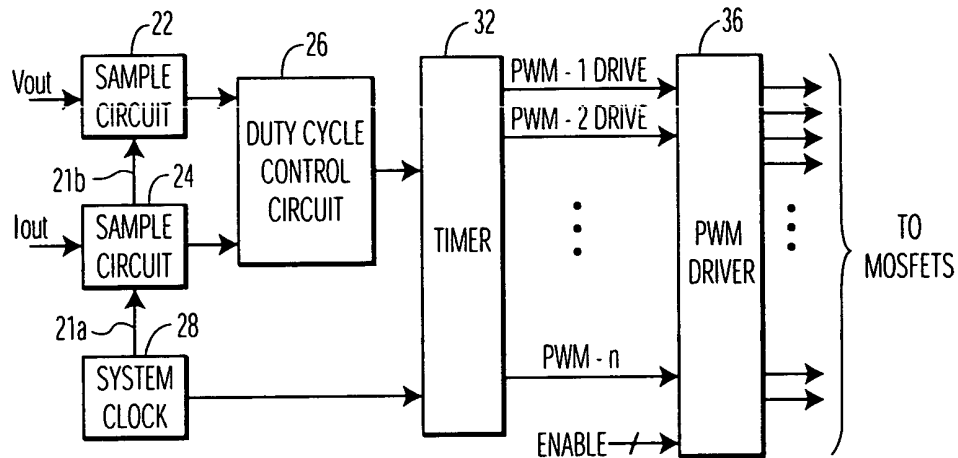 22
SAMPLE
CIRCUIT
Vout
26
DUTY CYCLE
CONTROL
CIRCUIT
21b
24
SAMPLE
CIRCUIT
Iout
21a
28
SYSTEM
CLOCK
32
TIMER
PWM - 1 DRIVE
PWM - 2 DRIVE
PWM - n
ENABLE
36
PWM
DRIVER
TO
MOSFETS